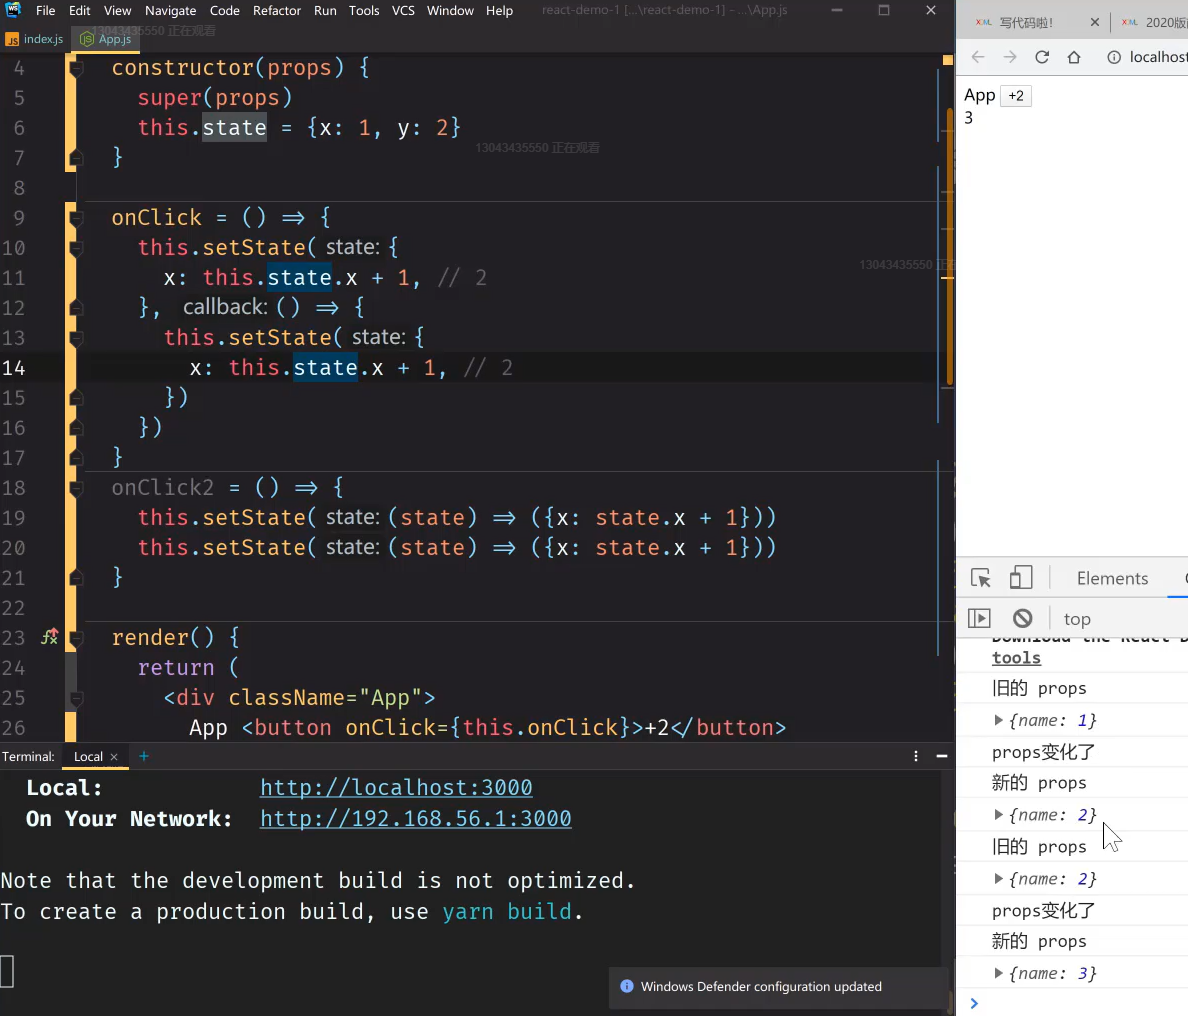 File Edit View Navigate Code Refactor Run Tools VCS Window Help react-demo-1 [...\react-demo-1] - ...\App.js
index.js App.js
13043435550 正在观看
4 constructor(props) {
5 super(props)
6 this.state = {x: 1, y: 2}
13043435550 正在观看
7 }
8
9 onClick = () => {
10 this.setState( state: {
13043435550 正在
11 x: this.state.x + 1, // 2
12 }, callback: () => {
13 this.setState( state: {
14 x: this.state.x + 1, // 2
15 })
16 })
17 }
18 onClick2 = () => {
19 this.setState( state: (state) => ({x: state.x + 1}))
20 this.setState( state: (state) => ({x: state.x + 1}))
21 }
22
23 render() {
24 return (
25 <div className="App">
26 App <button onClick={this.onClick}>+2</button>
Terminal: Local × +
Local: http://localhost:3000
On Your Network: http://192.168.56.1:3000
Note that the development build is not optimized.
To create a production build, use yarn build.
Windows Defender configuration updated
写代码啦! 2020版
localhost
App +2
3
Elements
top
Download the React D
tools
旧的 props
{name: 1}
props变化了
新的 props
{name: 2}
旧的 props
{name: 2}
props变化了
新的 props
{name: 3}